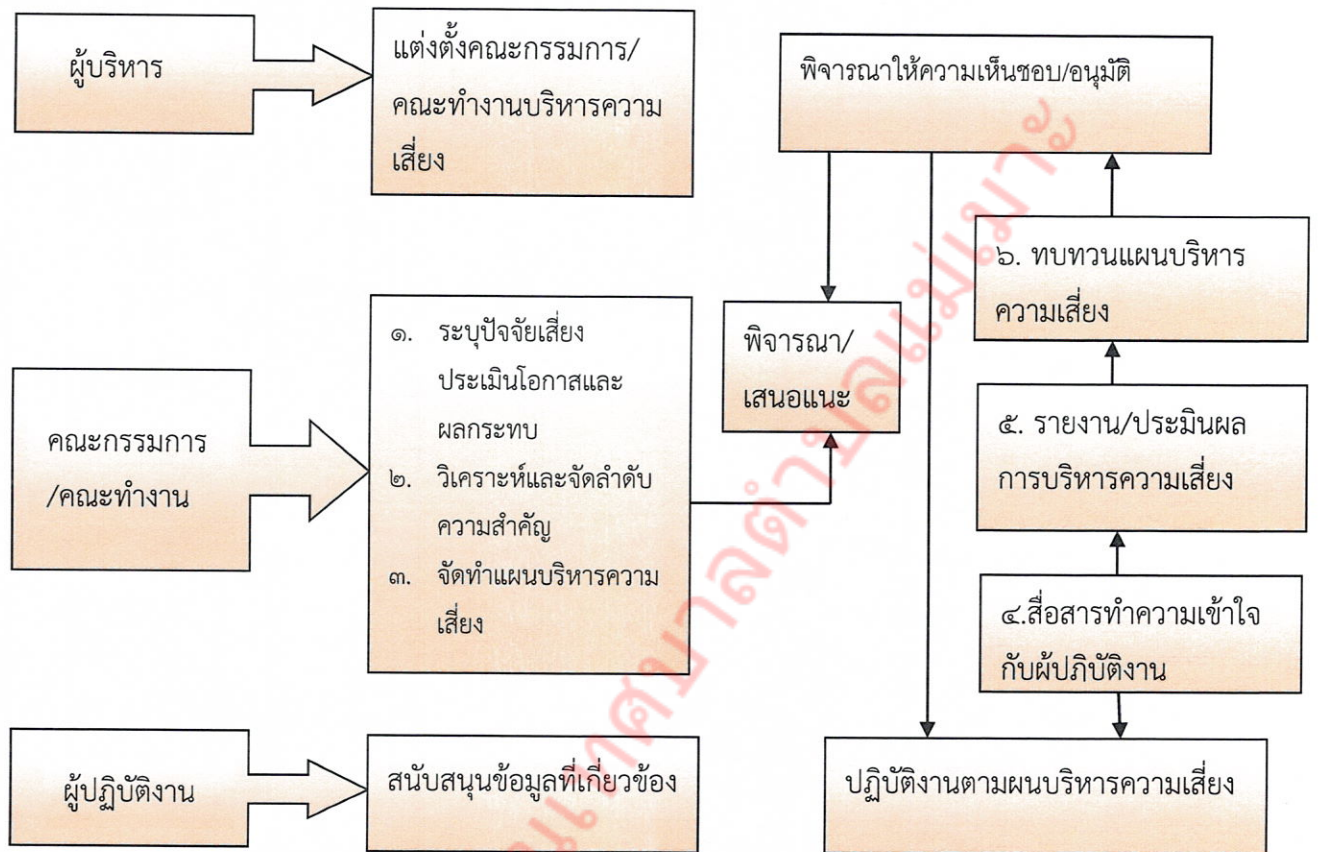 ผู้บริหาร
แต่งตั้งคณะกรรมการ/
คณะทำงานบริหารความ
เสี่ยง
พิจารณาให้ความเห็นชอบ/อนุมัติ
คณะกรรมการ
/คณะทำงาน
๑. ระบุปัจจัยเสี่ยง
ประเมินโอกาสและ
ผลกระทบ
๒. วิเคราะห์และจัดลำดับ
ความสำคัญ
๓. จัดทำแผนบริหารความ
เสี่ยง
พิจารณา/
เสนอแนะ
๖. ทบทวนแผนบริหาร
ความเสี่ยง
๕. รายงาน/ประมินผล
การบริหารความเสี่ยง
๔.สื่อสารทำความเข้าใจ
กับผู้ปฏิบัติงาน
ผู้ปฏิบัติงาน
สนับสนุนข้อมูลที่เกี่ยวข้อง
ปฏิบัติงานตามผนบริหารความเสี่ยง
เทศบาลตำบลแม่เมาะ